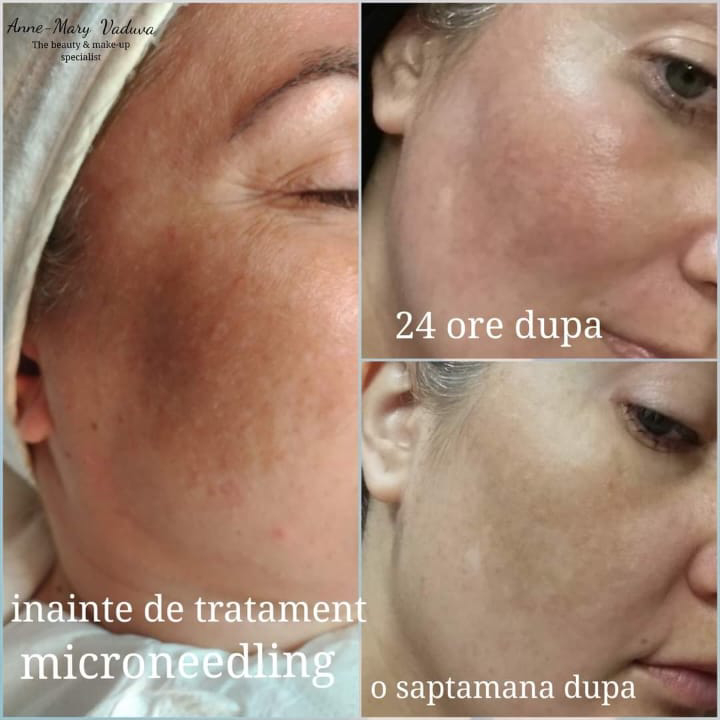 Anne-Mary Vaduva
The beauty & make-up
specialist
24 ore dupa
inainte de tratament
microneedling
o saptamana dupa